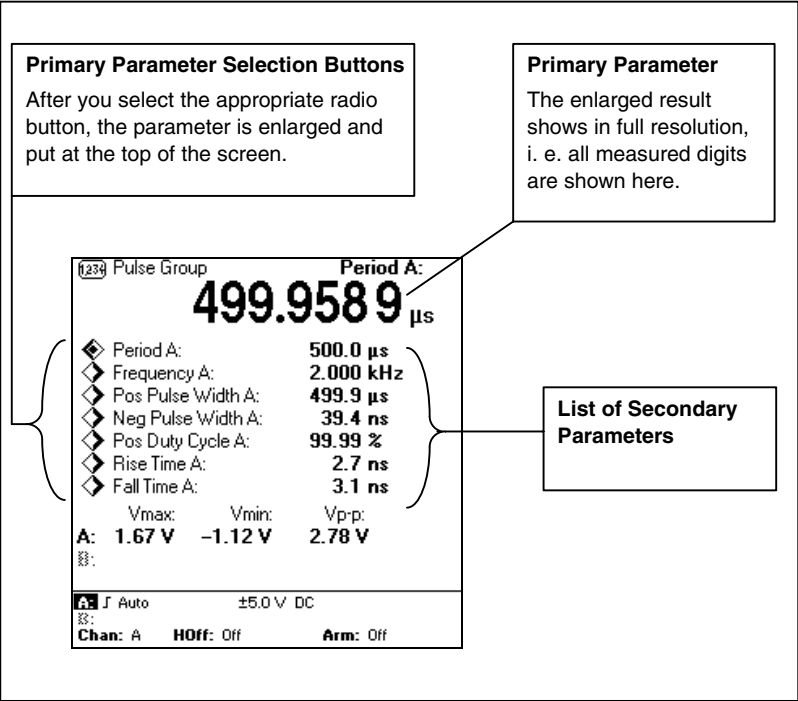 Primary Parameter Selection Buttons
After you select the appropriate radio
button, the parameter is enlarged and
put at the top of the screen.
Primary Parameter
The enlarged result
shows in full resolution,
i. e. all measured digits
are shown here.
1,234 Pulse Group Period A:
499.958 9 µs
Period A: 500.0 µs
Frequency A: 2.000 kHz
Pos Pulse Width A: 499.9 µs
Neg Pulse Width A: 39.4 ns
Pos Duty Cycle A: 99.99 %
Rise Time A: 2.7 ns
Fall Time A: 3.1 ns
List of Secondary
Parameters
Vmax: Vmin: Vp-p:
A: 1.67 V −1.12 V 2.78 V
B:
A: ⌠ Auto ±5.0 V DC
B:
Chan: A HOff: Off Arm: Off